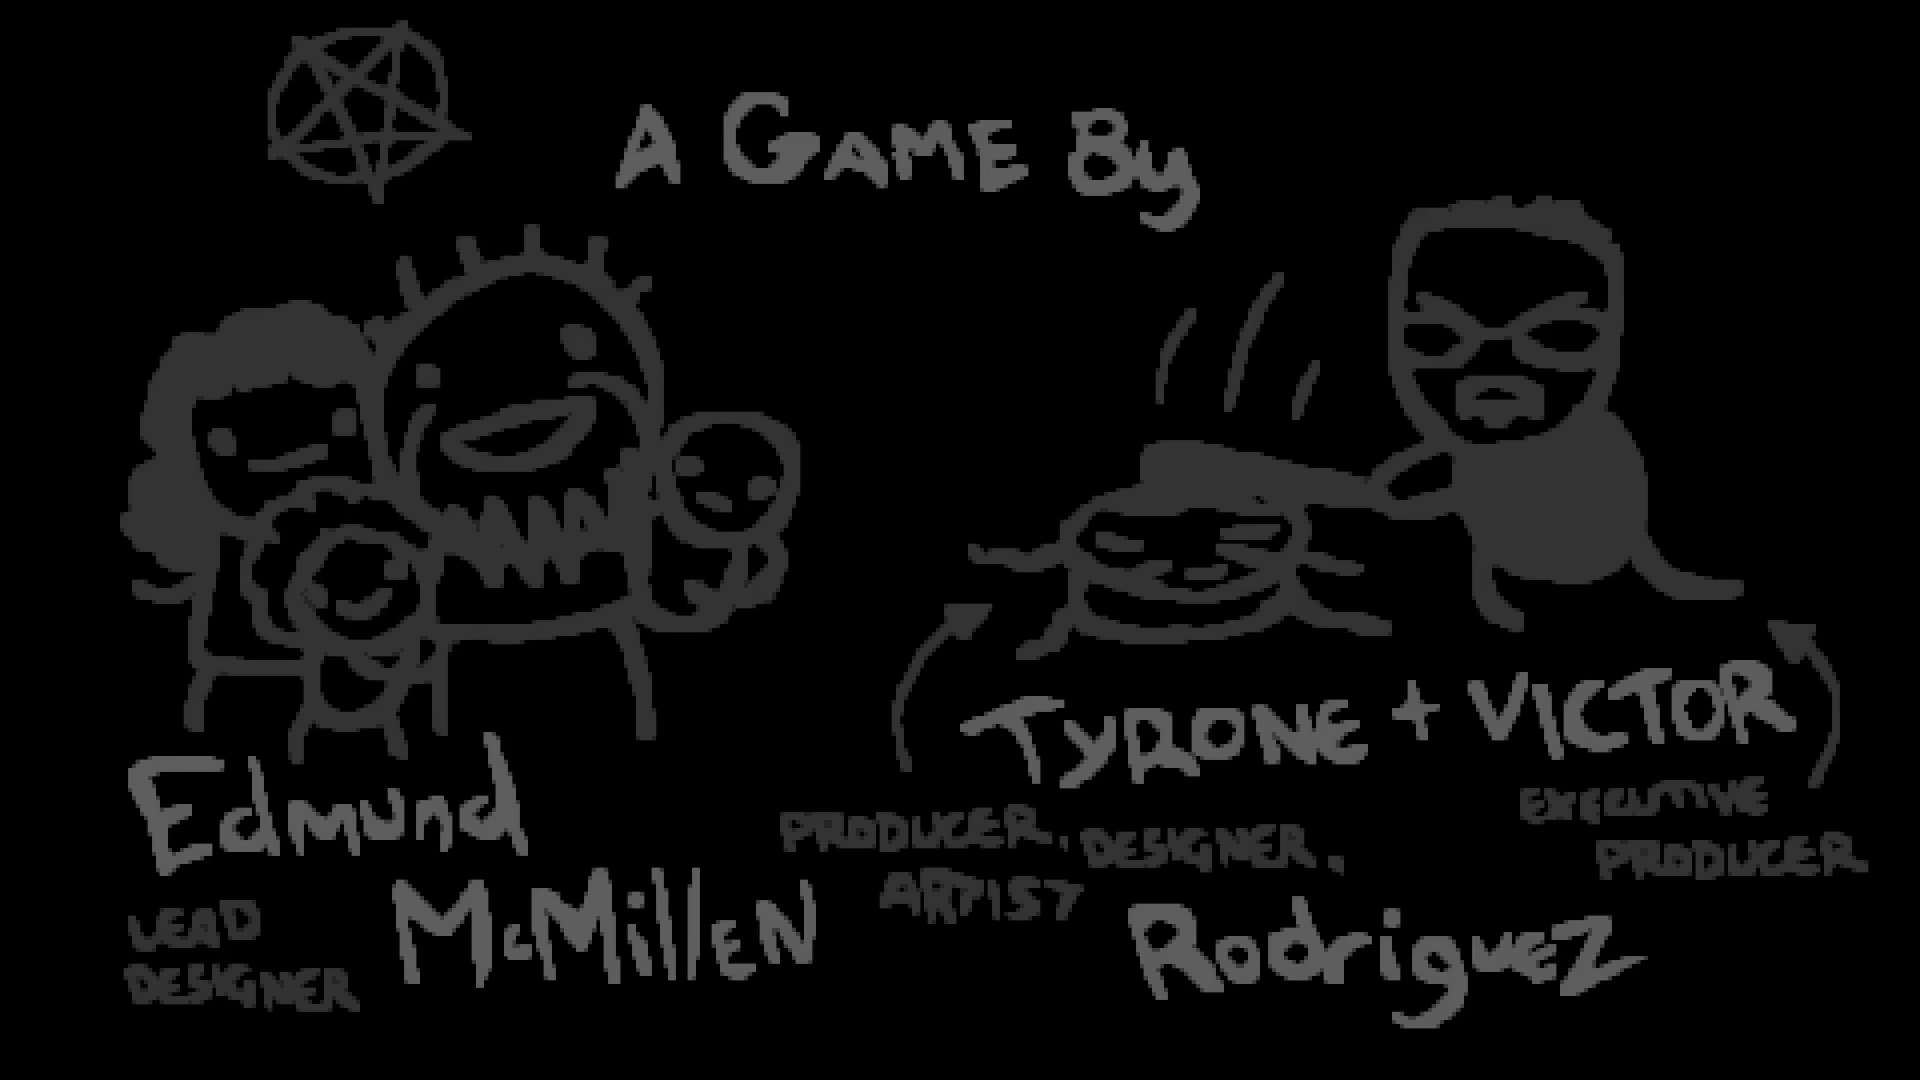 A GAME By
Edmund
McMillEN
LEAD
DESIGNER
TYRONE + VICTOR
PRODUCER, DESIGNER,
ARTIST
EXECUTIVE
PRODUCER
RodriguEZ